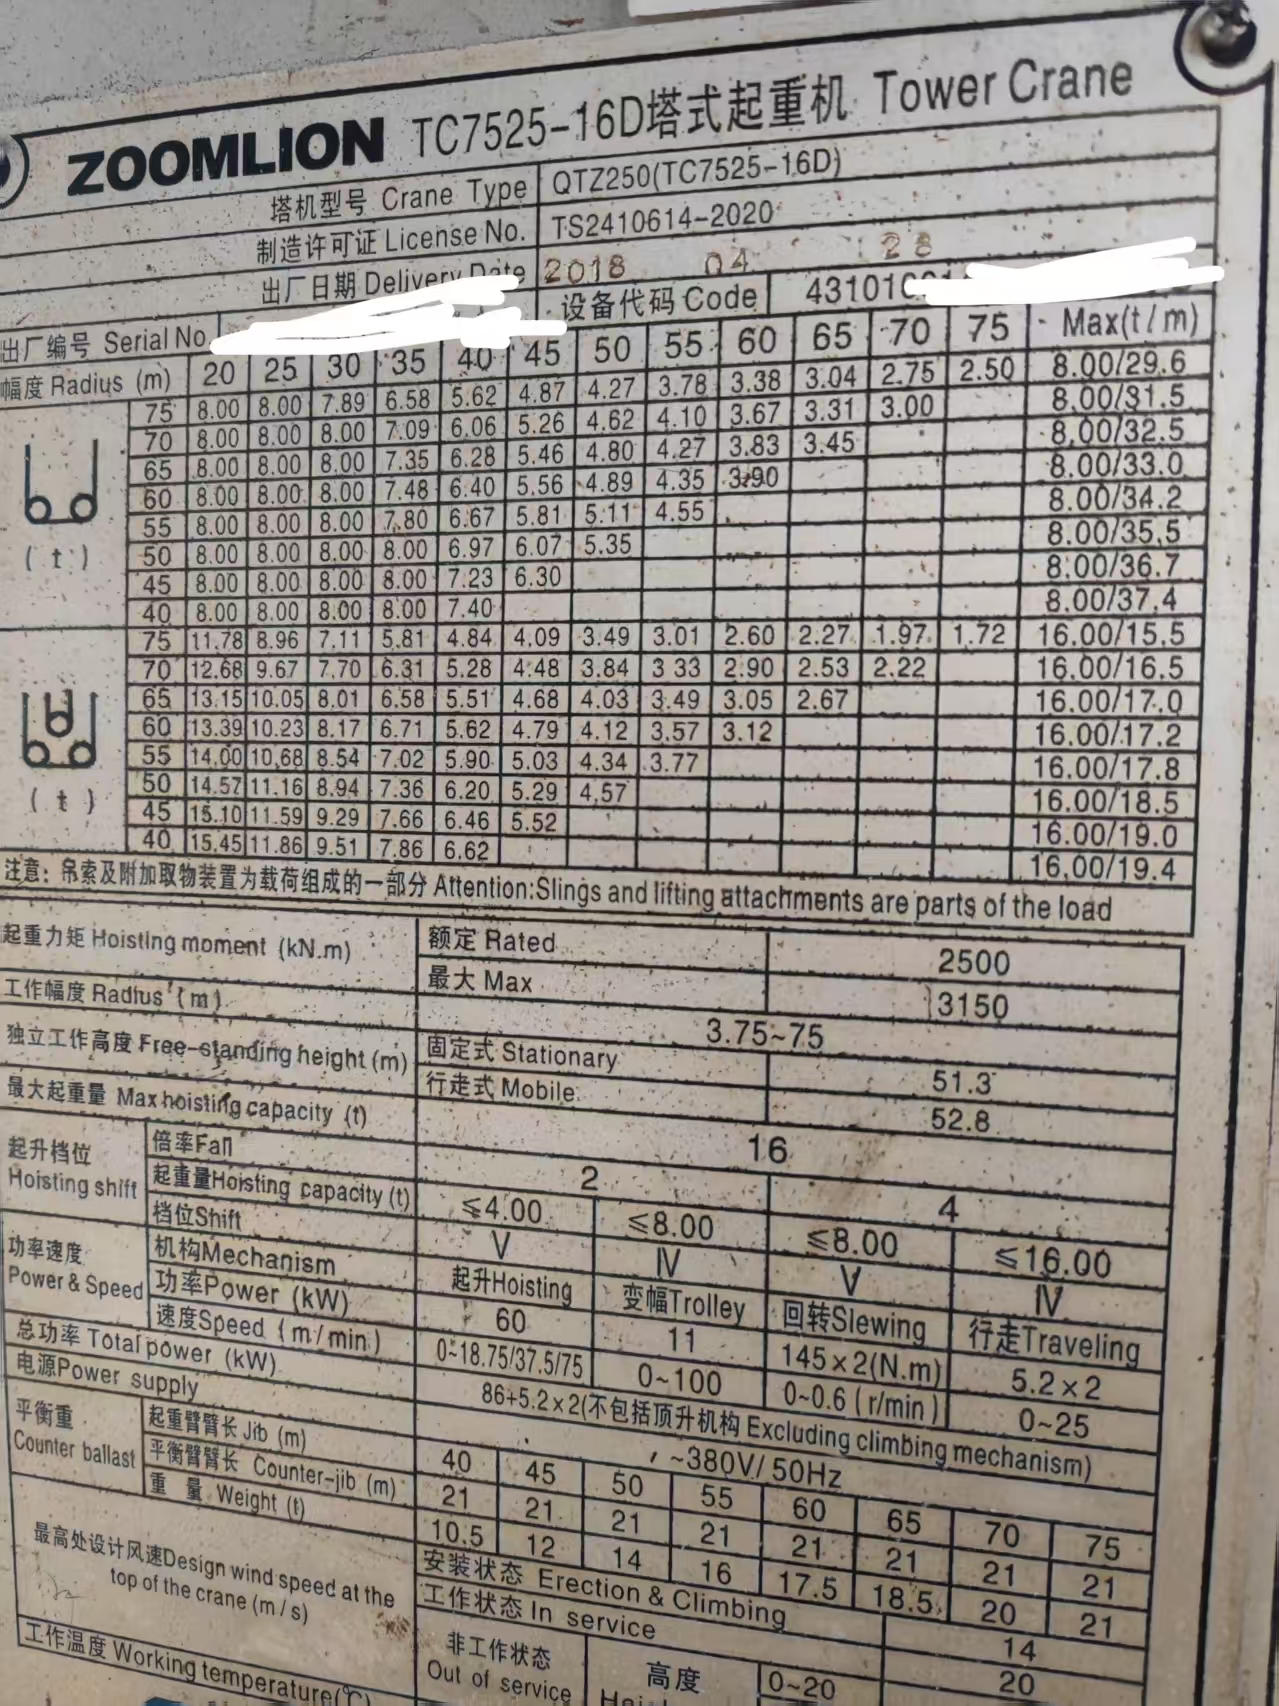 ZOOMLION TC7525-16D塔式起重机 Tower Crane
塔机型号 Crane Type QTZ250(TC7525-16D)
制造许可证 License No. TS2410614-2020
出厂日期 Delivery Date 2018 04 28
出厂编号 Serial No. 设备代码 Code 43101
幅度 Radius (m) 20 25 30 35 40 45 50 55 60 65 70 75 Max(t/m)
75 8.00 8.00 7.89 6.58 5.62 4.87 4.27 3.78 3.38 3.04 2.75 2.50 8.00/29.6
70 8.00 8.00 8.00 7.09 6.06 5.26 4.62 4.10 3.67 3.31 3.00 8.00/31.5
65 8.00 8.00 8.00 7.35 6.28 5.46 4.80 4.27 3.83 3.45 8.00/32.5
60 8.00 8.00 8.00 7.48 6.40 5.56 4.89 4.35 3.90 8.00/33.0
55 8.00 8.00 8.00 7.80 6.67 5.81 5.11 4.55 8.00/34.2
(t) 50 8.00 8.00 8.00 8.00 6.97 6.07 5.35 8.00/35.5
45 8.00 8.00 8.00 8.00 7.23 6.30 8.00/36.7
40 8.00 8.00 8.00 8.00 7.40 8.00/37.4
75 11.78 8.96 7.11 5.81 4.84 4.09 3.49 3.01 2.60 2.27 1.97 1.72 16.00/15.5
70 12.68 9.67 7.70 6.31 5.28 4.48 3.84 3.33 2.90 2.53 2.22 16.00/16.5
65 13.15 10.05 8.01 6.58 5.51 4.68 4.03 3.49 3.05 2.67 16.00/17.0
60 13.39 10.23 8.17 6.71 5.62 4.79 4.12 3.57 3.12 16.00/17.2
55 14.00 10.68 8.54 7.02 5.90 5.03 4.34 3.77 16.00/17.8
(t) 50 14.57 11.16 8.94 7.36 6.20 5.29 4.57 16.00/18.5
45 15.10 11.59 9.29 7.66 6.46 5.52 16.00/19.0
40 15.45 11.86 9.51 7.86 6.62 16.00/19.4
注意：吊索及附加取物装置为载荷组成的一部分 Attention:Slings and lifting attachments are parts of the load
起重力矩 Hoisting moment (kN.m) 额定 Rated 2500
最大 Max 3150
工作幅度 Radius (m) 3.75~75
独立工作高度 Free-standing height (m) 固定式 Stationary 51.3
行走式 Mobile 52.8
最大起重量 Max hoisting capacity (t) 16
起升档位 Hoisting shift 倍率Fall 2 4
起重量Hoisting capacity (t) ≤4.00 ≤8.00 ≤8.00 ≤16.00
档位Shift V IV V IV
功率速度 Power & Speed 机构Mechanism 起升Hoisting 变幅Trolley 回转Slewing 行走Traveling
功率Power (kW) 60 11 145×2(N.m) 5.2×2
速度Speed (m/min) 0~18.75/37.5/75 0~100 0~0.6 (r/min) 0~25
总功率 Total power (kW) 86+5.2×2(不包括顶升机构 Excluding climbing mechanism)
电源Power supply ~380V/50Hz
平衡重 Counter ballast 起重臂臂长 Jib (m) 40 45 50 55 60 65 70 75
平衡臂臂长 Counter-jib (m) 21 21 21 21 21 21 21 21
重 量 Weight (t) 10.5 12 14 16 17.5 18.5 20 21
最高处设计风速Design wind speed at the
top of the crane (m/s)
安装状态 Erection & Climbing 14
工作状态 In service 20
非工作状态 Out of service 高度 0~20
工作温度 Working temperature(℃)